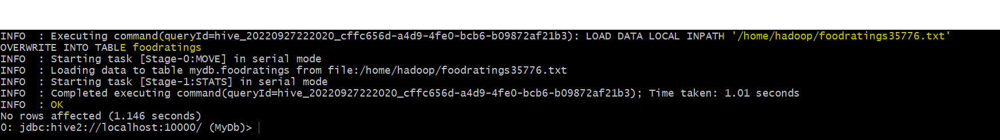 INFO  : Executing command(queryId=hive_20220927222020_cffc656d-a4d9-4fe0-bcb6-b09872af21b3): LOAD DATA LOCAL INPATH '/home/hadoop/foodratings35776.txt'
OVERWRITE INTO TABLE foodratings
INFO  : Starting task [Stage-0:MOVE] in serial mode
INFO  : Loading data to table mydb.foodratings from file:/home/hadoop/foodratings35776.txt
INFO  : Starting task [Stage-1:STATS] in serial mode
INFO  : Completed executing command(queryId=hive_20220927222020_cffc656d-a4d9-4fe0-bcb6-b09872af21b3); Time taken: 1.01 seconds
INFO  : OK
No rows affected (1.146 seconds)
0: jdbc:hive2://localhost:10000/ (MyDb)>